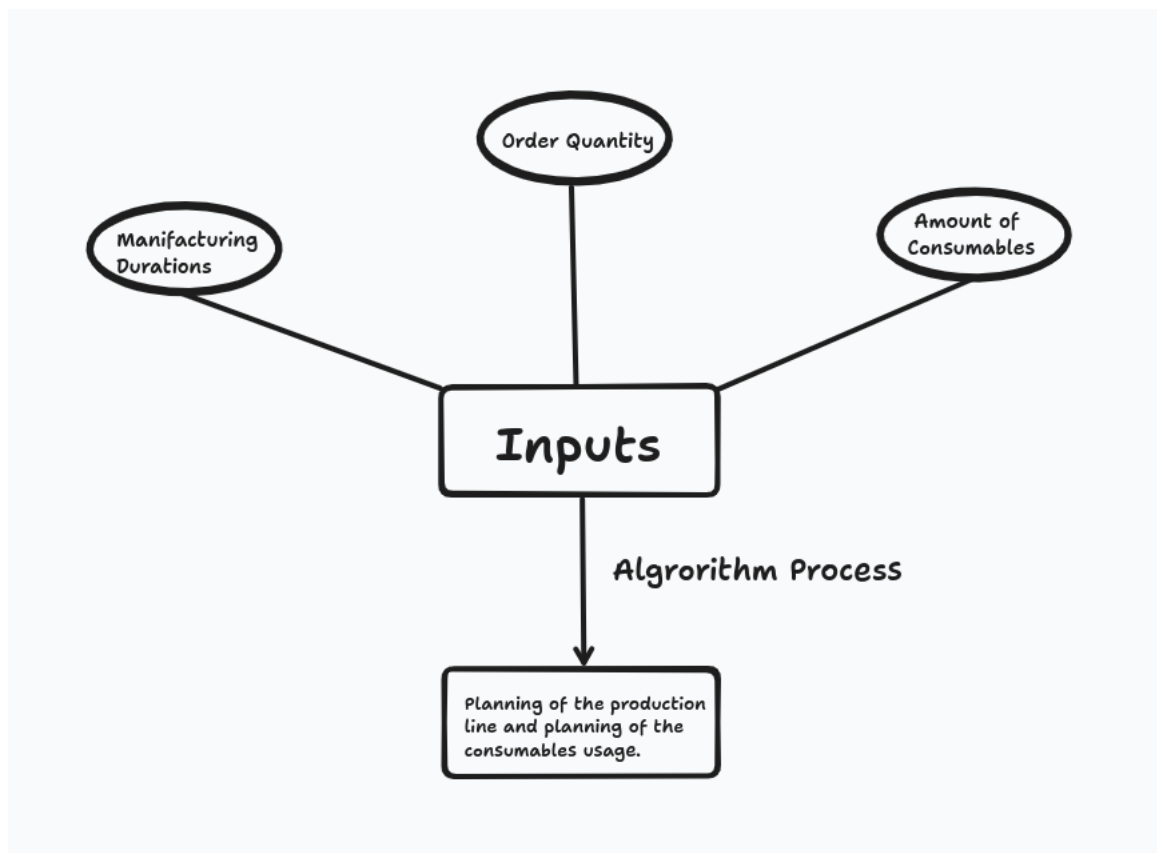 Order Quantity
Manifacturing
Durations
Amount of
Consumables
Inputs
Algrorithm Process
Planning of the production
line and planning of the
consumables usage.